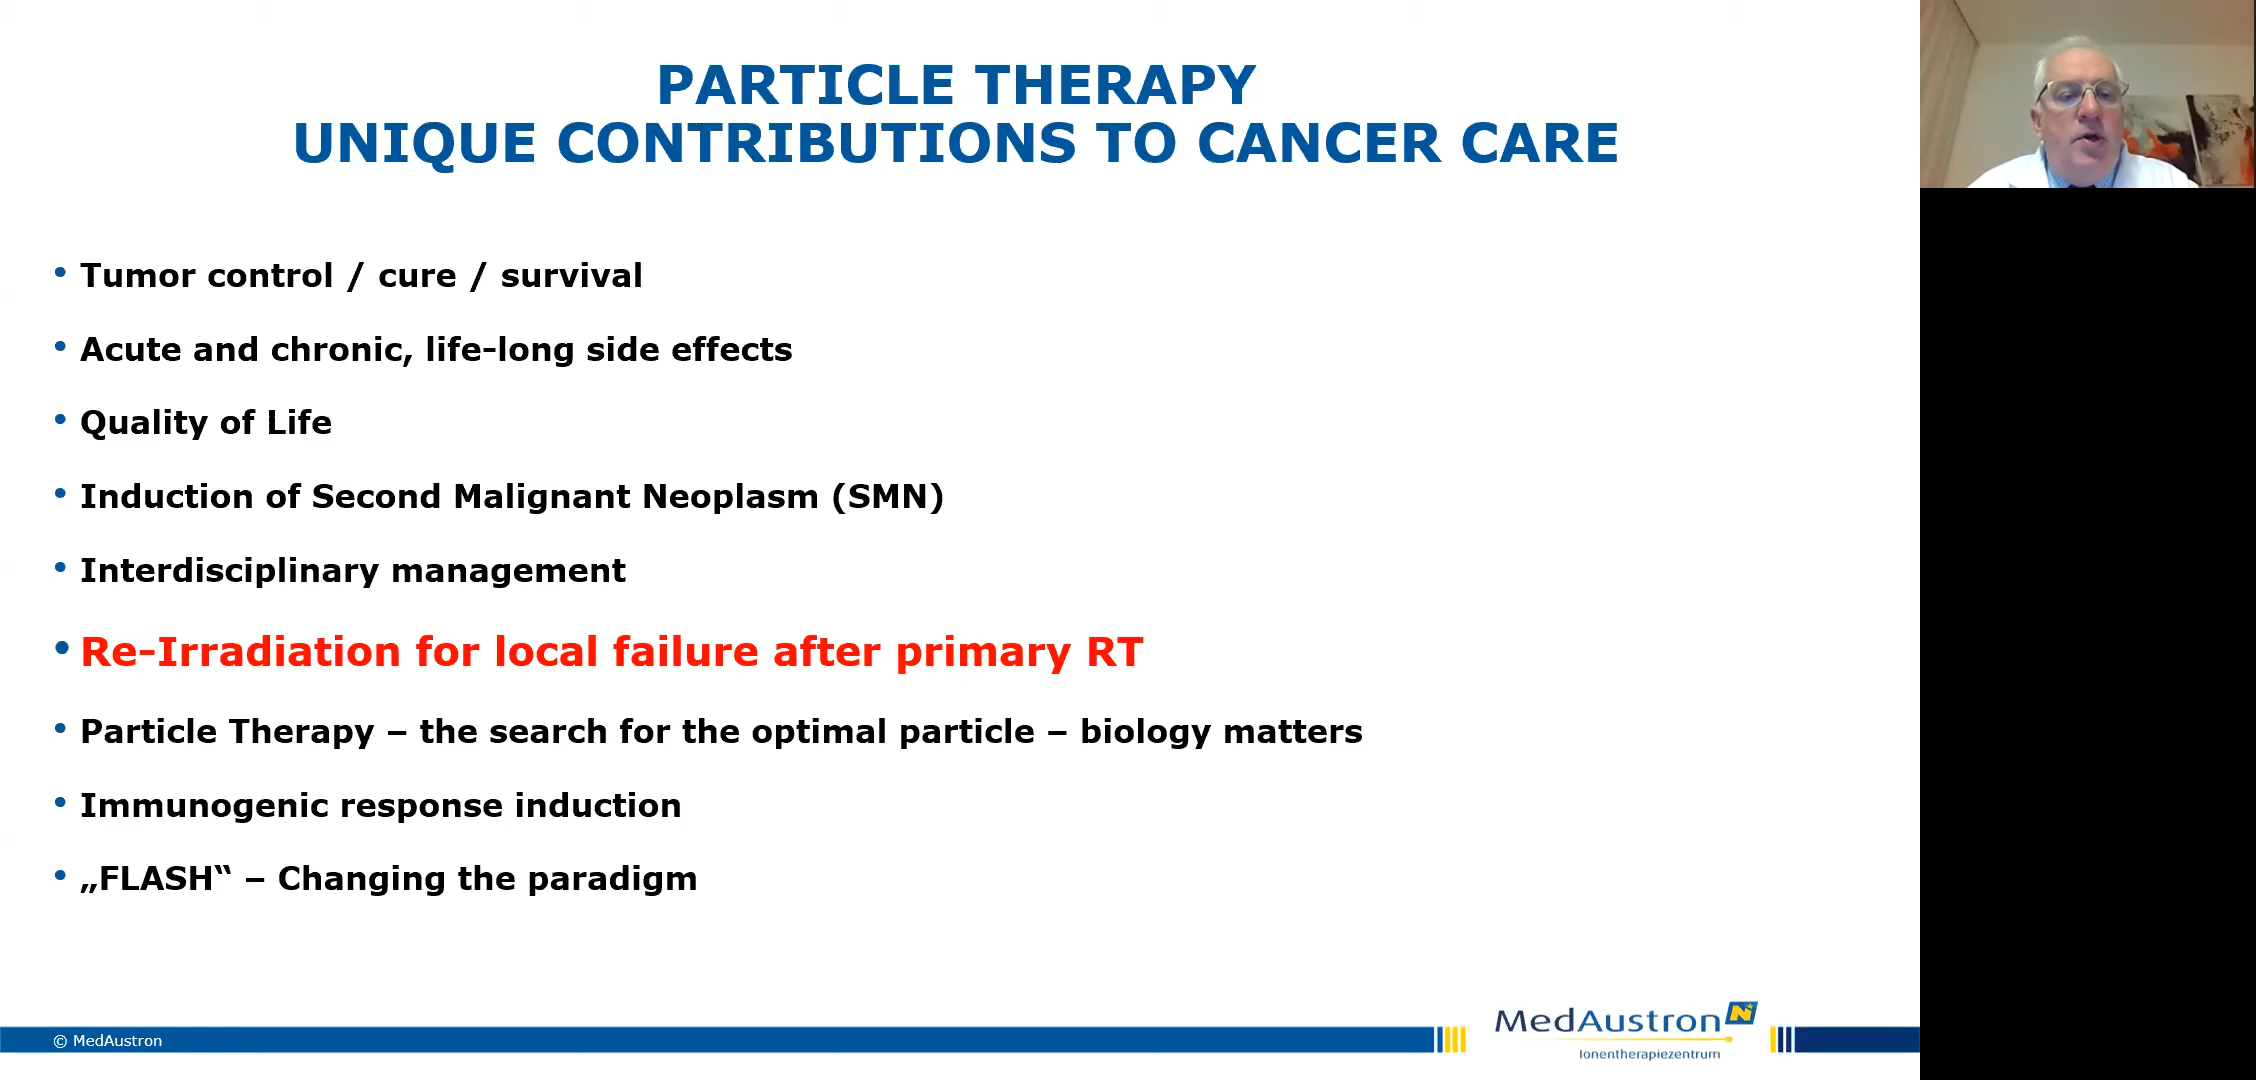 PARTICLE THERAPY
UNIQUE CONTRIBUTIONS TO CANCER CARE
• Tumor control / cure / survival
• Acute and chronic, life-long side effects
• Quality of Life
• Induction of Second Malignant Neoplasm (SMN)
• Interdisciplinary management
• Re-Irradiation for local failure after primary RT
• Particle Therapy – the search for the optimal particle – biology matters
• Immunogenic response induction
• „FLASH‟ – Changing the paradigm
© MedAustron
MedAustron N
Ionentherapiezentrum